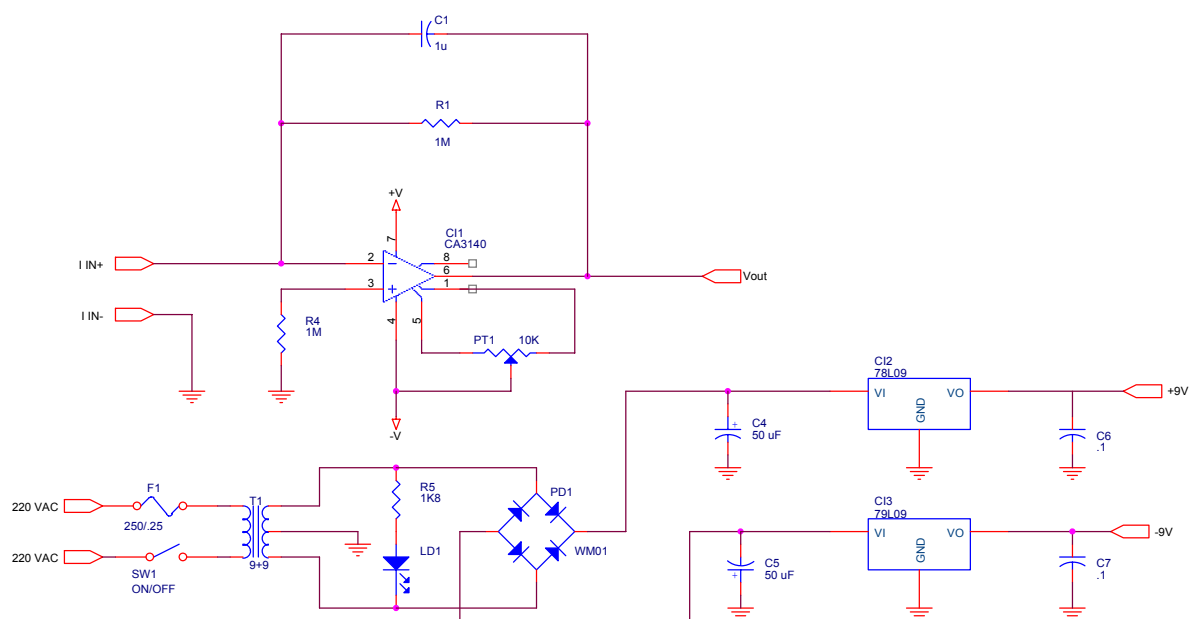 C1
1u
R1
1M
+V
7
CI1
CA3140
I IN+
2
8
6
Vout
3
1
I IN-
R4
1M
4
5
PT1 10K
-V
CI2
78L09
VI VO
GND
+9V
C4
50 uF
C6
.1
F1
220 VAC
250/.25
T1
R5
1K8
PD1
WM01
CI3
79L09
VI VO
GND
-9V
220 VAC
SW1
ON/OFF
9+9
LD1
C5
50 uF
C7
.1